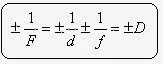 ± 1/F = ± 1/d ± 1/f = ± D